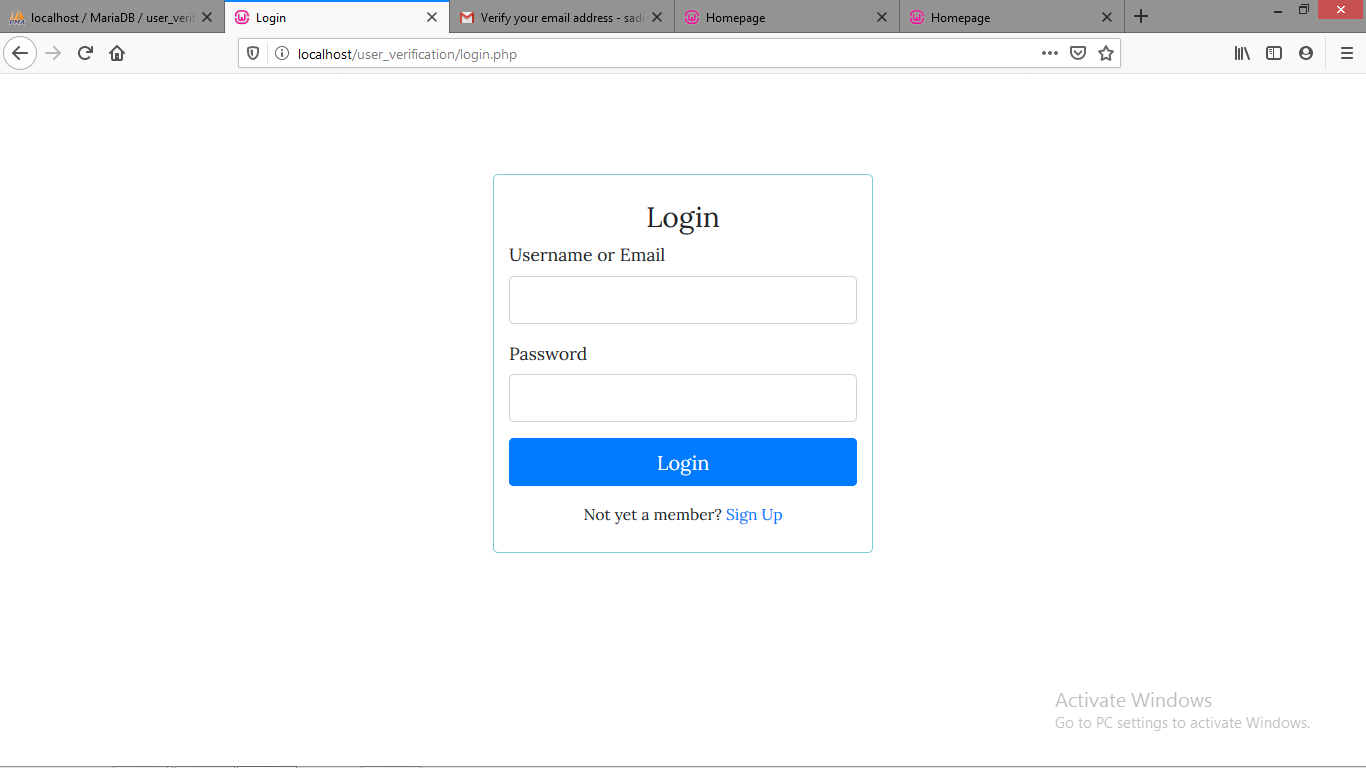 localhost / MariaDB / user_verif
Login
Verify your email address - sadi
Homepage
Homepage
localhost/user_verification/login.php
Login
Username or Email
Password
Login
Not yet a member? Sign Up
Activate Windows
Go to PC settings to activate Windows.